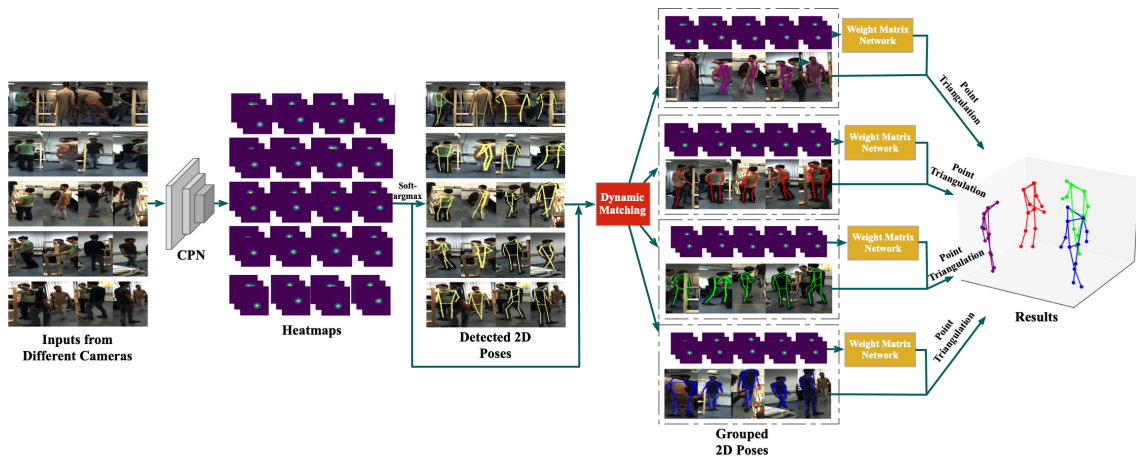 Inputs from
Different Cameras
CPN
Heatmaps
Soft-
argmax
Detected 2D
Poses
Dynamic
Matching
Grouped
2D Poses
Weight Matrix
Network
Weight Matrix
Network
Weight Matrix
Network
Weight Matrix
Network
Point
Triangulation
Point
Triangulation
Point
Triangulation
Point
Triangulation
Results